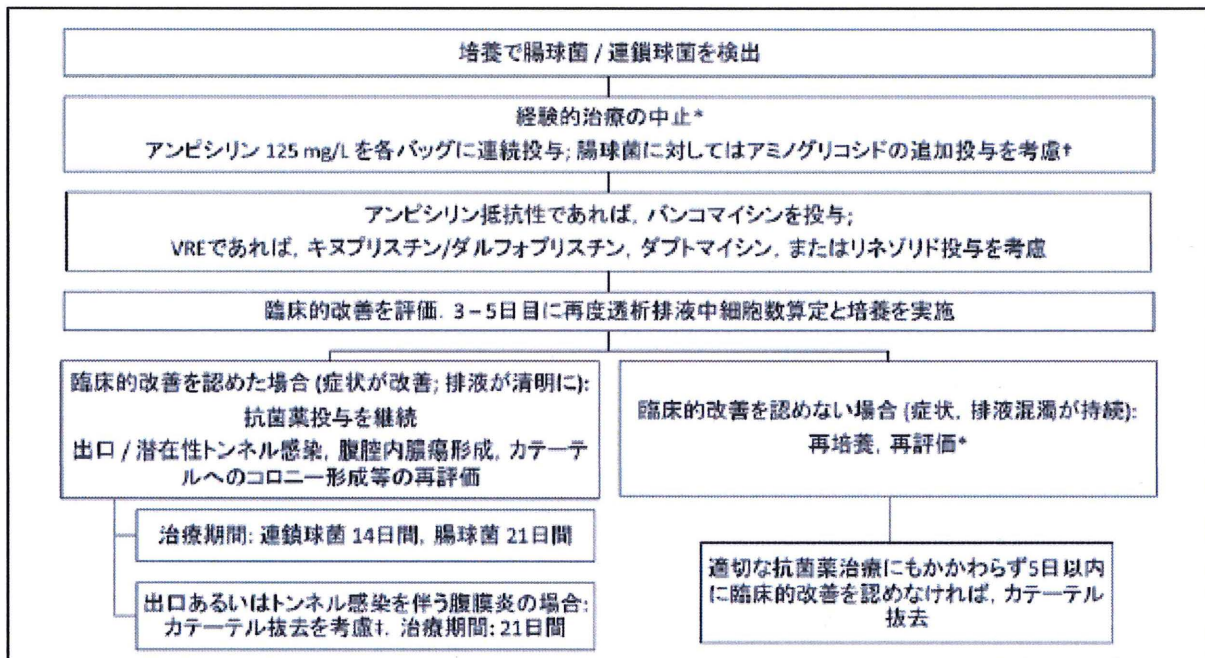 培養で腸球菌 / 連鎖球菌を検出
経験的治療の中止*
アンピシリン 125 mg/L を各バッグに連続投与; 腸球菌に対してはアミノグリコシドの追加投与を考慮†
アンピシリン抵抗性であれば, バンコマイシンを投与;
VREであれば, キヌプリスチン/ダルフォプリスチン, ダプトマイシン, またはリネゾリド投与を考慮
臨床的改善を評価. 3 – 5日目に再度透析排液中細胞数算定と培養を実施
臨床的改善を認めた場合 (症状が改善; 排液が清明に):
抗菌薬投与を継続
出口 / 潜在性トンネル感染, 腹腔内膿瘍形成, カテーテ
ルへのコロニー形成等の再評価
治療期間: 連鎖球菌 14日間, 腸球菌 21日間
出口あるいはトンネル感染を伴う腹膜炎の場合:
カテーテル抜去を考慮‡. 治療期間: 21日間
臨床的改善を認めない場合 (症状, 排液混濁が持続):
再培養, 再評価*
適切な抗菌薬治療にもかかわらず5日以内
に臨床的改善を認めなければ, カテーテル
抜去